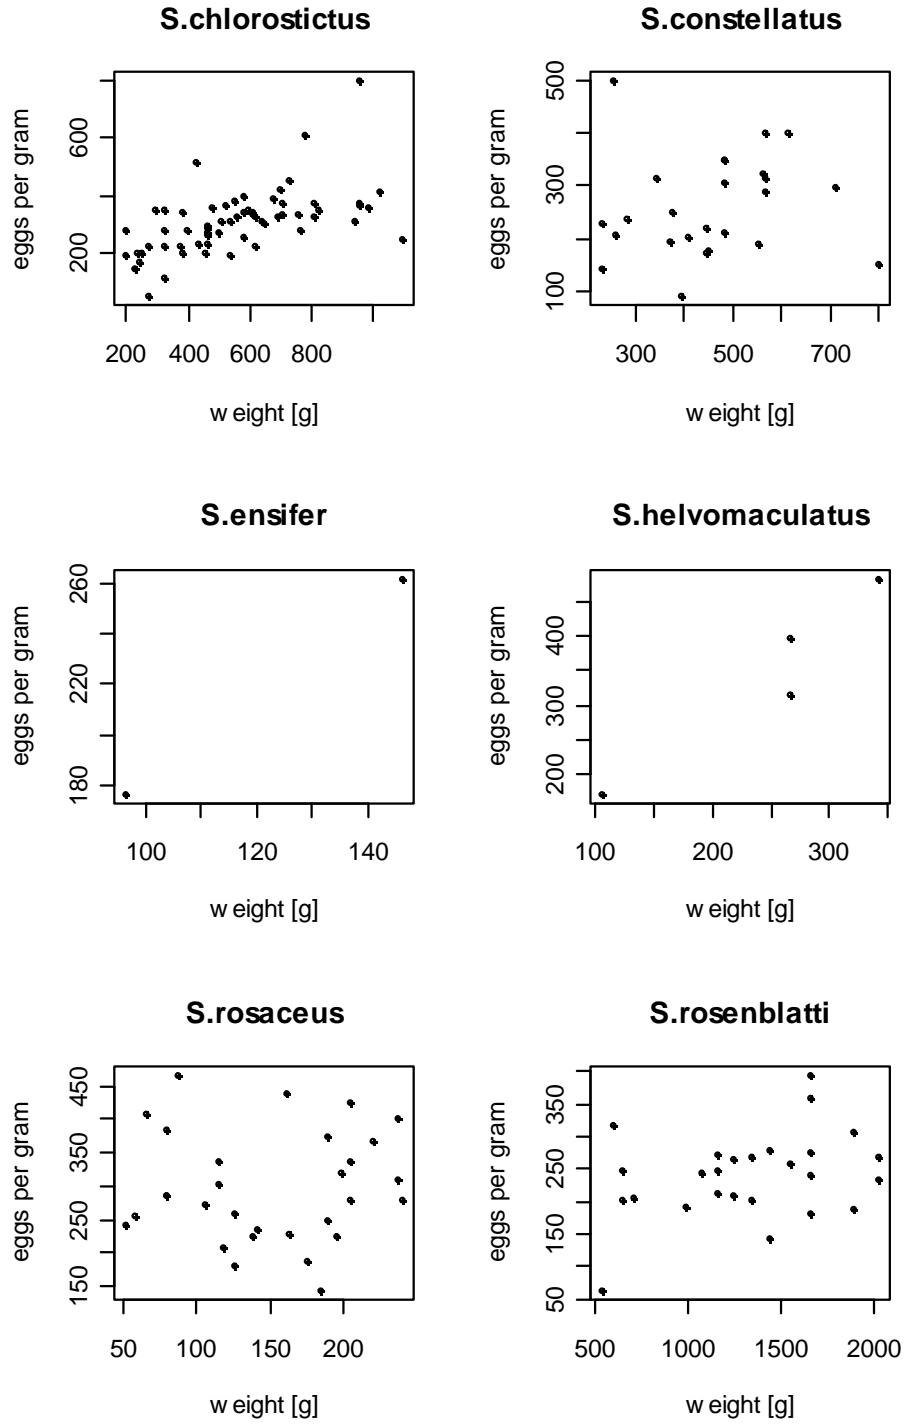 S.chlorostictus
eggs per gram
200 600
200 400 600 800
w eight [g]
S.constellatus
eggs per gram
100 300 500
300 500 700
w eight [g]
S.ensifer
eggs per gram
180 220 260
100 120 140
w eight [g]
S.helvomaculatus
eggs per gram
200 300 400
100 200 300
w eight [g]
S.rosaceus
eggs per gram
150 250 350 450
50 100 150 200
w eight [g]
S.rosenblatti
eggs per gram
50 150 250 350
500 1000 1500 2000
w eight [g]